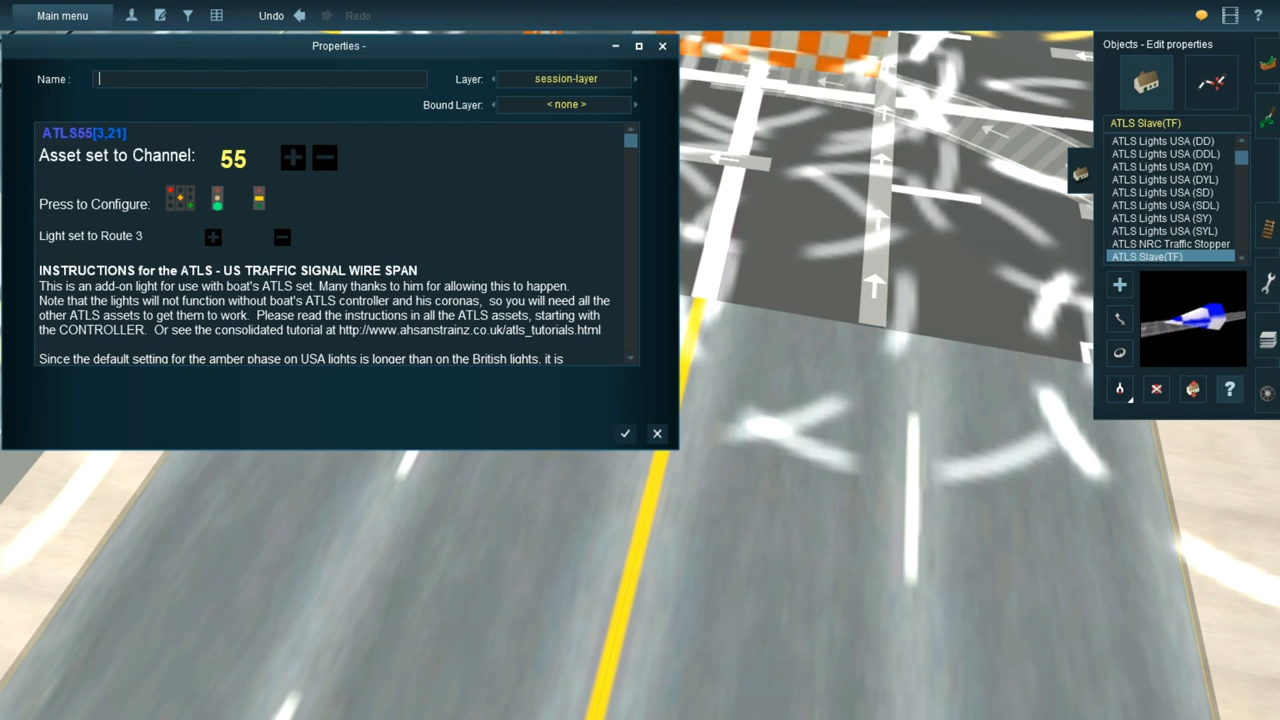 Main menu
Undo
Redo
?
Properties -
Name :
Layer:
session-layer
Bound Layer:
< none >
ATLS55[3,21]
Asset set to Channel:
55
Press to Configure:
Light set to Route 3
INSTRUCTIONS for the ATLS - US TRAFFIC SIGNAL WIRE SPAN
This is an add-on light for use with boat's ATLS set. Many thanks to him for allowing this to happen.
Note that the lights will not function without boat's ATLS controller and his coronas, so you will need all the
other ATLS assets to get them to work. Please read the instructions in all the ATLS assets, starting with
the CONTROLLER. Or see the consolidated tutorial at http://www.ahsanstrainz.co.uk/atls_tutorials.html
Since the default setting for the amber phase on USA lights is longer than on the British lights, it is
Objects - Edit properties
ATLS Slave(TF)
ATLS Lights USA (DD)
ATLS Lights USA (DDL)
ATLS Lights USA (DY)
ATLS Lights USA (DYL)
ATLS Lights USA (SD)
ATLS Lights USA (SDL)
ATLS Lights USA (SY)
ATLS Lights USA (SYL)
ATLS NRC Traffic Stopper
ATLS Slave(TF)
?